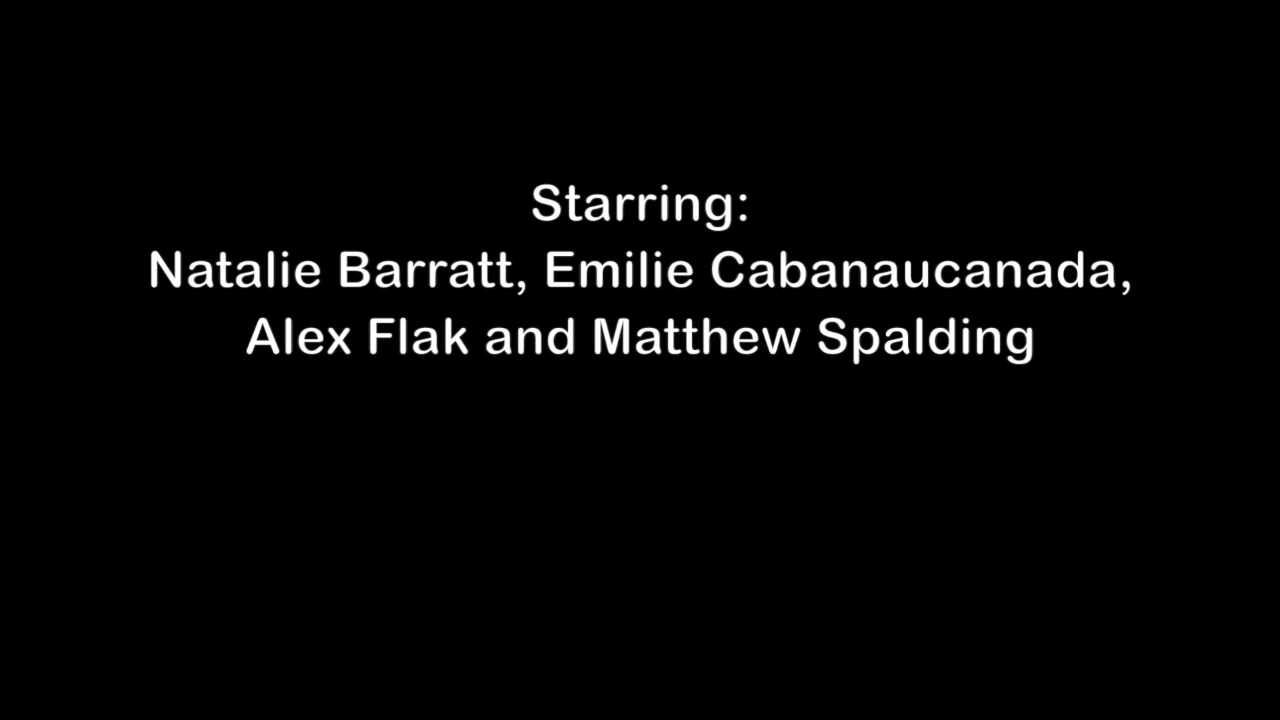 Starring:
Natalie Barratt, Emilie Cabanaucanada,
Alex Flak and Matthew Spalding